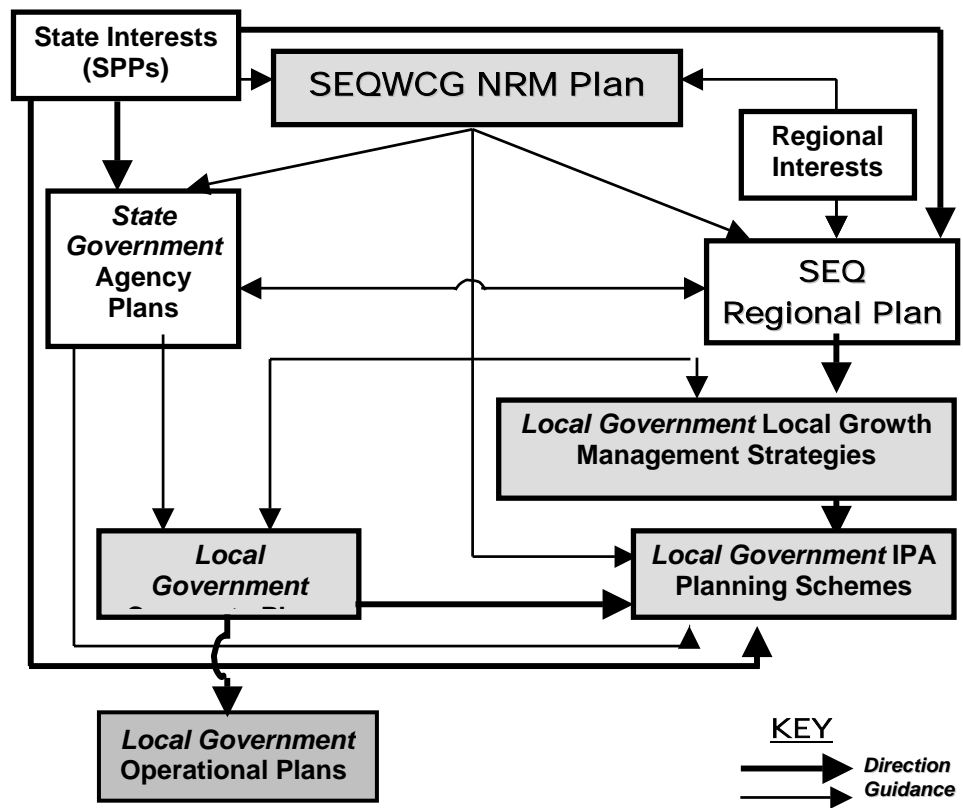 State Interests
(SPPs)
SEQWCG NRM Plan
Regional
Interests
State
Government
Agency
Plans
SEQ
Regional Plan
Local Government Local Growth
Management Strategies
Local
Government
Local Government IPA
Planning Schemes
Local Government
Operational Plans
KEY
Direction
Guidance